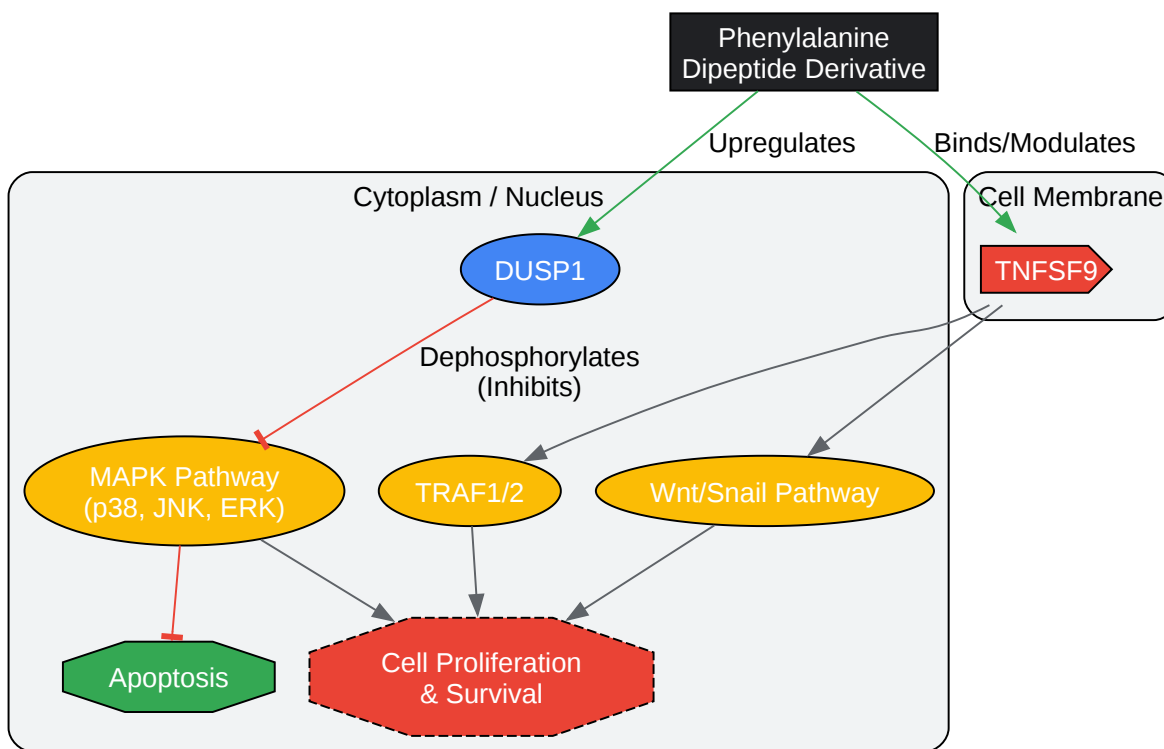 Phenylalanine
Dipeptide Derivative
Upregulates
Binds/Modulates
Cytoplasm / Nucleus
Cell Membrane
DUSP1
TNFSF9
Dephosphorylates
(Inhibits)
MAPK Pathway
(p38, JNK, ERK)
TRAF1/2
Wnt/Snail Pathway
Apoptosis
Cell Proliferation
& Survival